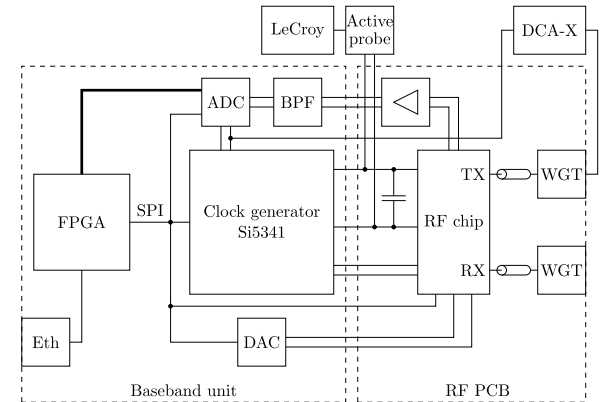 LeCroy
Active
probe
DCA-X
ADC
BPF
FPGA
SPI
Clock generator
Si5341
TX
RF chip
RX
WGT
WGT
Eth
DAC
Baseband unit
RF PCB